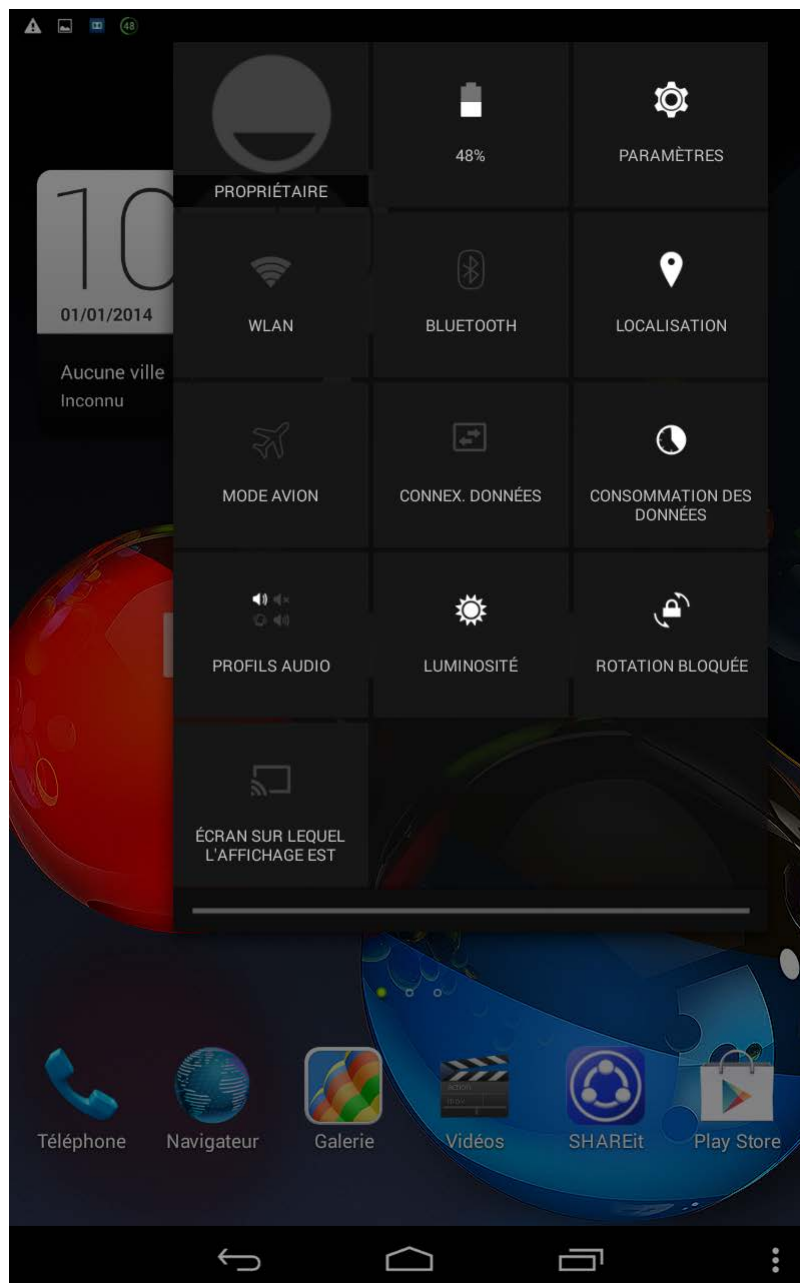 48
PROPRIÉTAIRE
48%
PARAMÈTRES
10
01/01/2014
Aucune ville
Inconnu
WLAN
BLUETOOTH
LOCALISATION
MODE AVION
CONNEX. DONNÉES
CONSOMMATION DES
DONNÉES
PROFILS AUDIO
LUMINOSITÉ
ROTATION BLOQUÉE
ÉCRAN SUR LEQUEL
L'AFFICHAGE EST
Téléphone
Navigateur
Galerie
Vidéos
SHAREit
Play Store